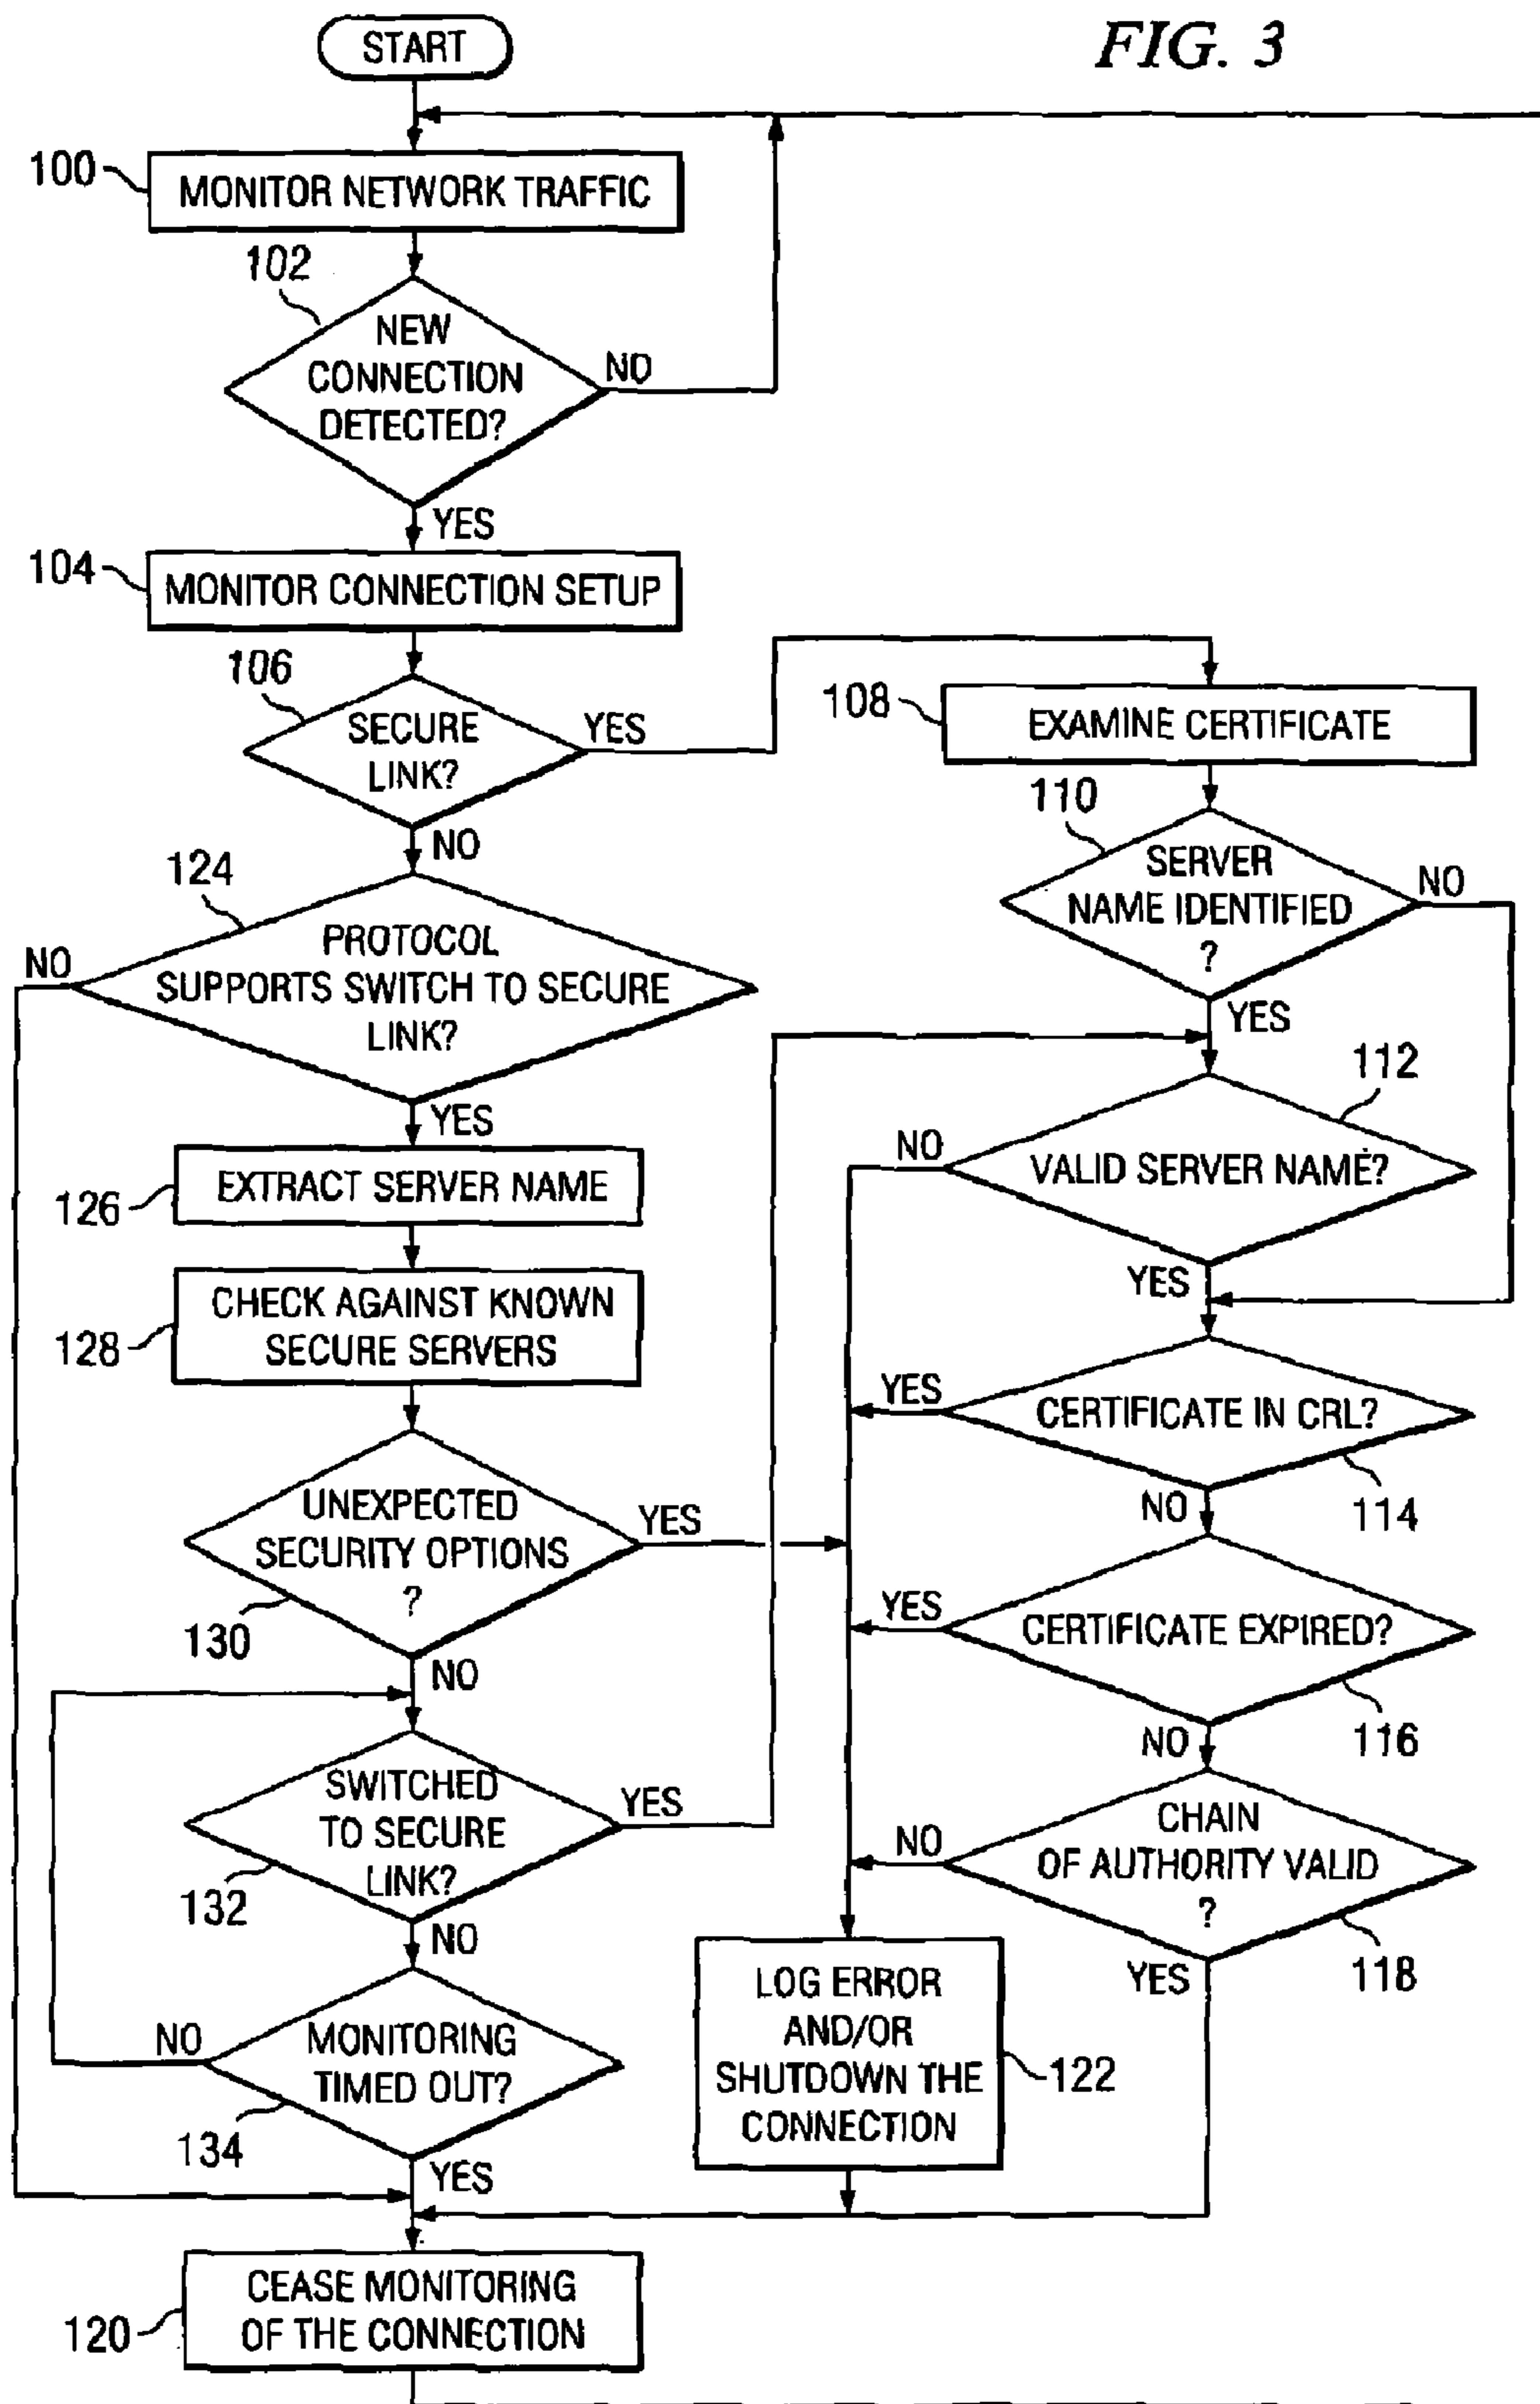 FIG. 3
START
100
MONITOR NETWORK TRAFFIC
102
NEW
CONNECTION
DETECTED?
NO
YES
104
MONITOR CONNECTION SETUP
106
SECURE
LINK?
YES
NO
108
EXAMINE CERTIFICATE
110
SERVER
NAME IDENTIFIED
?
NO
YES
124
PROTOCOL
SUPPORTS SWITCH TO SECURE
LINK?
NO
YES
112
VALID SERVER NAME?
NO
YES
126
EXTRACT SERVER NAME
128
CHECK AGAINST KNOWN
SECURE SERVERS
CERTIFICATE IN CRL?
YES
NO
114
UNEXPECTED
SECURITY OPTIONS
?
YES
130
NO
CERTIFICATE EXPIRED?
YES
116
NO
SWITCHED
TO SECURE
LINK?
YES
132
NO
CHAIN
OF AUTHORITY VALID
?
NO
118
YES
MONITORING
TIMED OUT?
NO
134
YES
LOG ERROR
AND/OR
SHUTDOWN THE
CONNECTION
122
CEASE MONITORING
OF THE CONNECTION
120